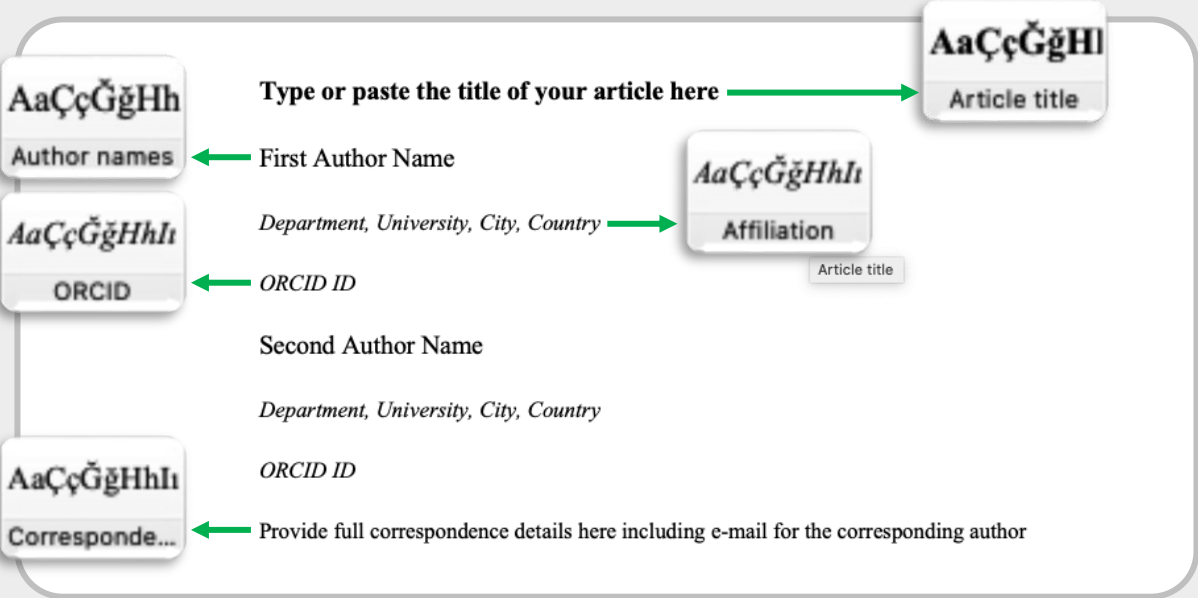 AaÇçĞğHl
Article title
AaÇçĞğHh
Author names
Type or paste the title of your article here
First Author Name
AaÇçĞğHhIı
Affiliation
Article title
AaÇçĞğHhIı
ORCID
Department, University, City, Country
ORCID ID
Second Author Name
Department, University, City, Country
ORCID ID
AaÇçĞğHhIı
Corresponde...
Provide full correspondence details here including e-mail for the corresponding author